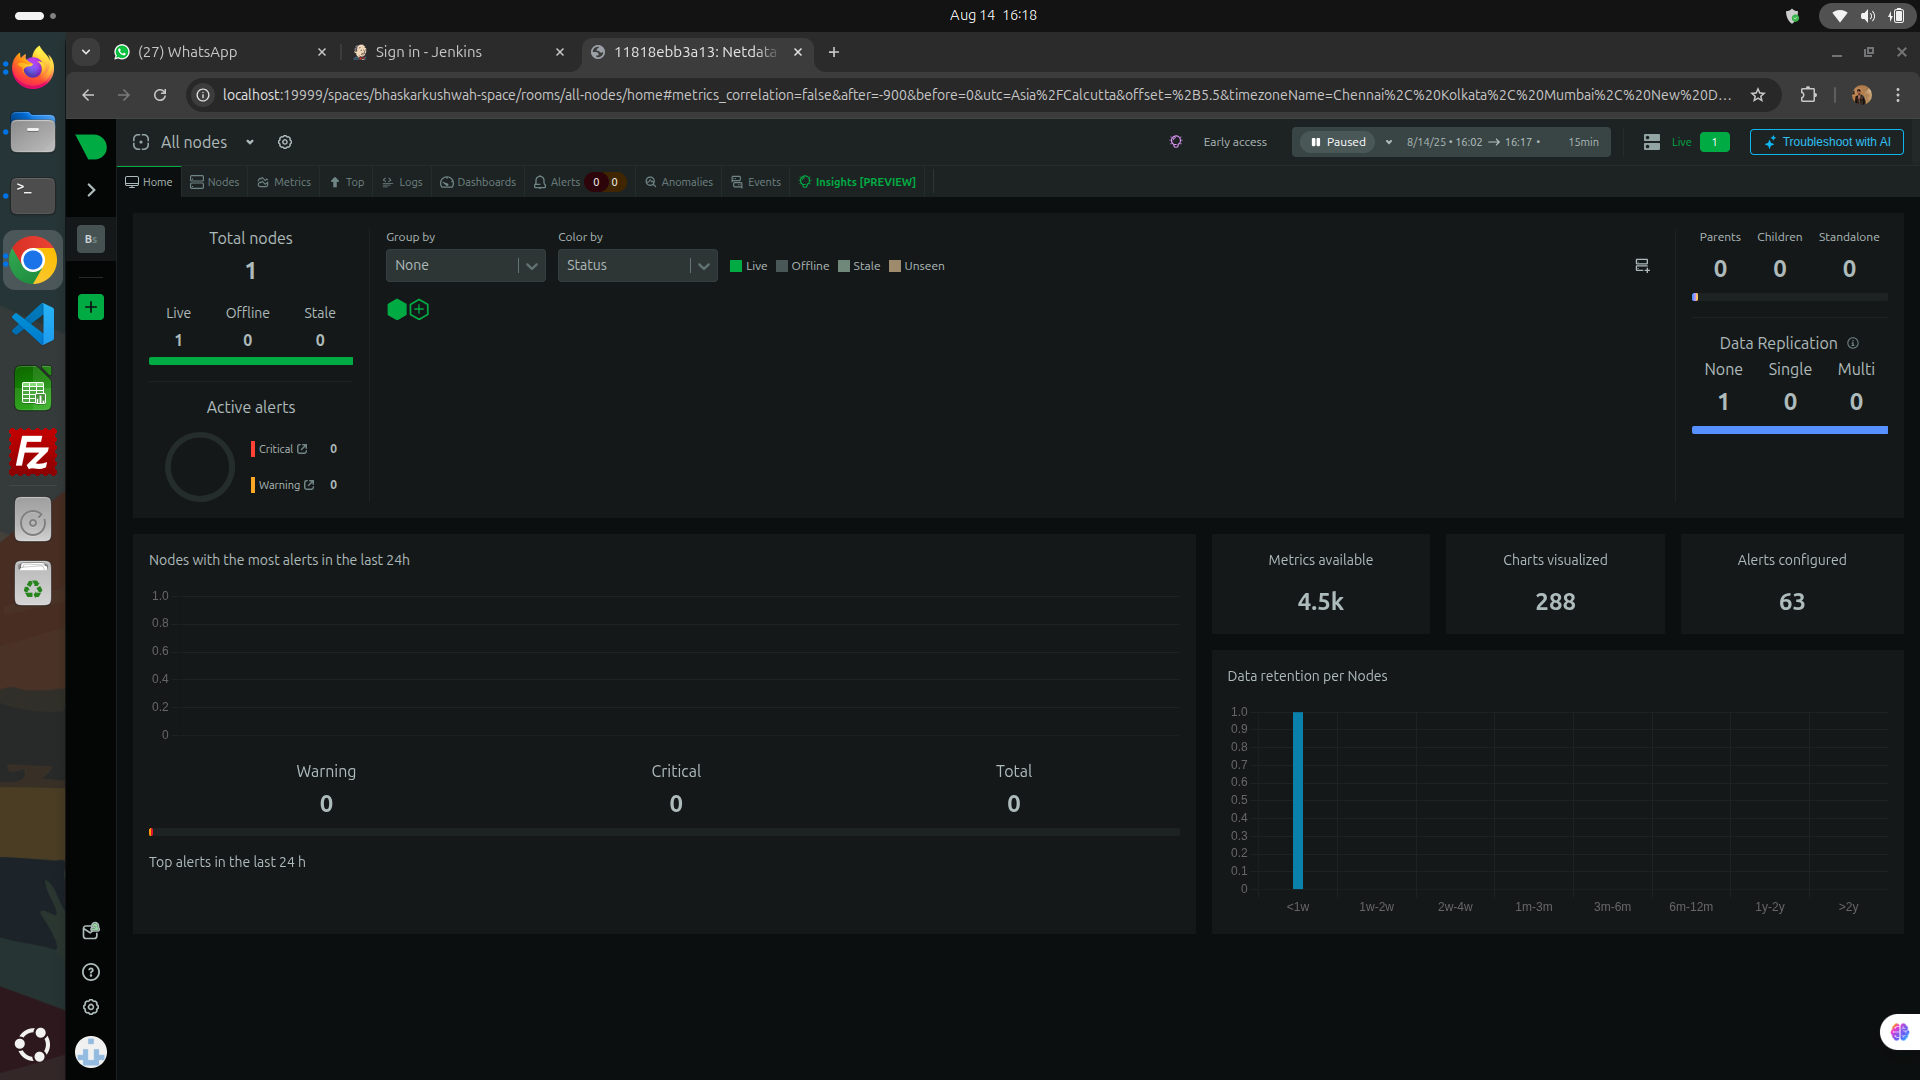 Aug 14 16:18
(27) WhatsApp
Sign in - Jenkins
11818ebb3a13: Netdata
localhost:19999/spaces/bhaskarkushwah-space/rooms/all-nodes/home#metrics_correlation=false&after=-900&before=0&utc=Asia%2FCalcutta&offset=%2B5.5&timezoneName=Chennai%2C%20Kolkata%2C%20Mumbai%2C%20New%20D...
All nodes
Early access
Paused
8/14/25 • 16:02 → 16:17 •
15min
Live
1
Troubleshoot with AI
Home
Nodes
Metrics
Top
Logs
Dashboards
Alerts
0
0
Anomalies
Events
Insights [PREVIEW]
Bs
Total nodes
1
Live
Offline
Stale
1
0
0
Active alerts
Critical
0
Warning
0
Group by
None
Color by
Status
Live
Offline
Stale
Unseen
Parents
Children
Standalone
0
0
0
Data Replication
None
Single
Multi
1
0
0
Nodes with the most alerts in the last 24h
1.0
0.8
0.6
0.4
0.2
0
Warning
Critical
Total
0
0
0
Top alerts in the last 24 h
Metrics available
4.5k
Charts visualized
288
Alerts configured
63
Data retention per Nodes
1.0
0.9
0.8
0.7
0.6
0.5
0.4
0.3
0.2
0.1
0
<1w
1w-2w
2w-4w
1m-3m
3m-6m
6m-12m
1y-2y
>2y